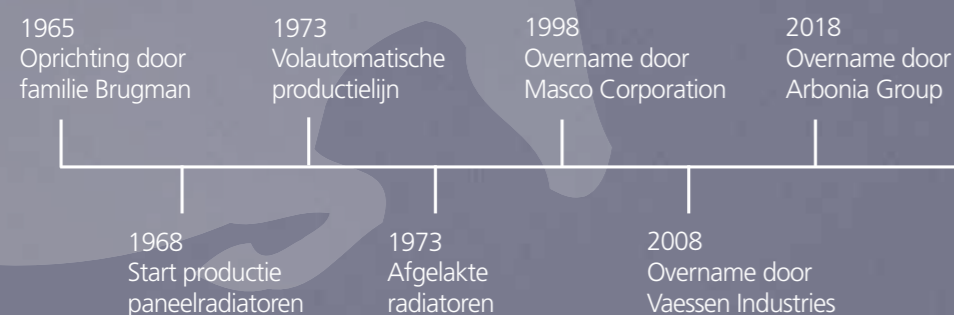 1965
Oprichting door
familie Brugman
1968
Start productie
paneelradiatoren
1973
Volautomatische
productielijn
1973
Afgelakte
radiatoren
1998
Overname door
Masco Corporation
2008
Overname door
Vaessen Industries
2018
Overname door
Arbonia Group